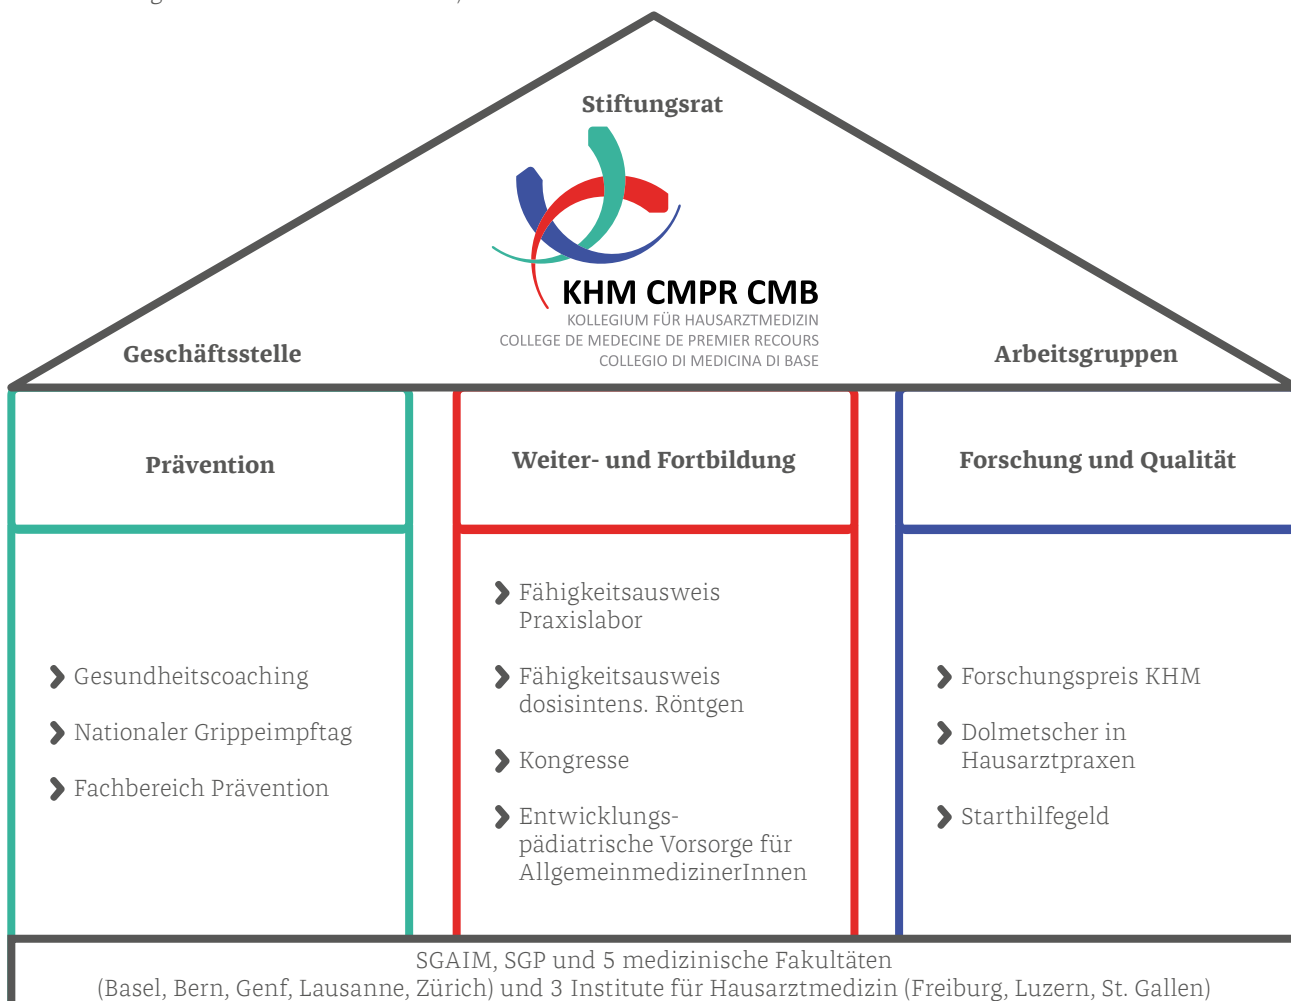 Stiftungsrat
KHM CMPR CMB
KOLLEGIUM FÜR HAUSARZTMEDIZIN
COLLEGE DE MEDECINE DE PREMIER RECOURS
COLLEGIO DI MEDICINA DI BASE
Geschäftsstelle
Arbeitsgruppen
Prävention
Gesundheitscoaching
Nationaler Grippeimpftag
Fachbereich Prävention
Weiter- und Fortbildung
Fähigkeitsausweis
Praxislabor
Fähigkeitsausweis
dosisintens. Röntgen
Kongresse
Entwicklungs-
pädiatrische Vorsorge für
AllgemeinmedizinerInnen
Forschung und Qualität
Forschungspreis KHM
Dolmetscher in
Hausarztpraxen
Starthilfegeld
SGAIM, SGP und 5 medizinische Fakultäten
(Basel, Bern, Genf, Lausanne, Zürich) und 3 Institute für Hausarztmedizin (Freiburg, Luzern, St. Gallen)